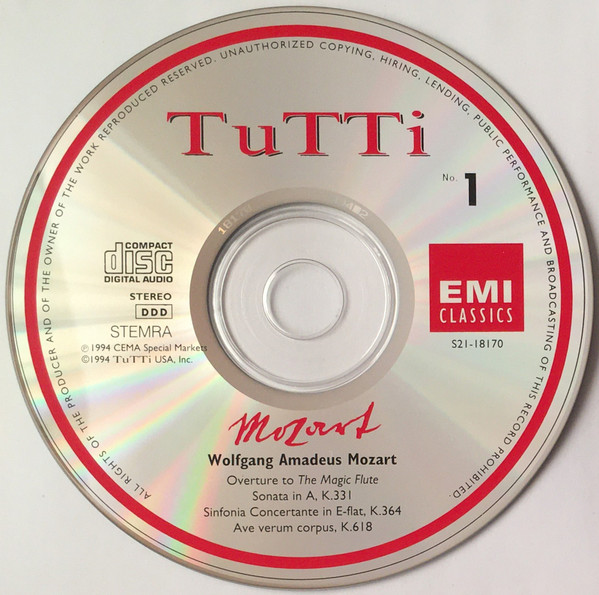 ALL RIGHTS OF THE PRODUCER AND OF THE OWNER OF THE WORK REPRODUCED RESERVED. UNAUTHORIZED COPYING, HIRING, LENDING, PUBLIC PERFORMANCE AND BROADCASTING OF THIS RECORD PROHIBITED.
TuTTi
No. 1
COMPACT
disc
DIGITAL AUDIO
STEREO
DDD
STEMRA
℗1994 CEMA Special Markets
©1994 TuTTi USA, Inc.
EMI
CLASSICS
S21-18170
Mozart
Wolfgang Amadeus Mozart
Overture to The Magic Flute
Sonata in A, K.331
Sinfonia Concertante in E-flat, K.364
Ave verum corpus, K.618